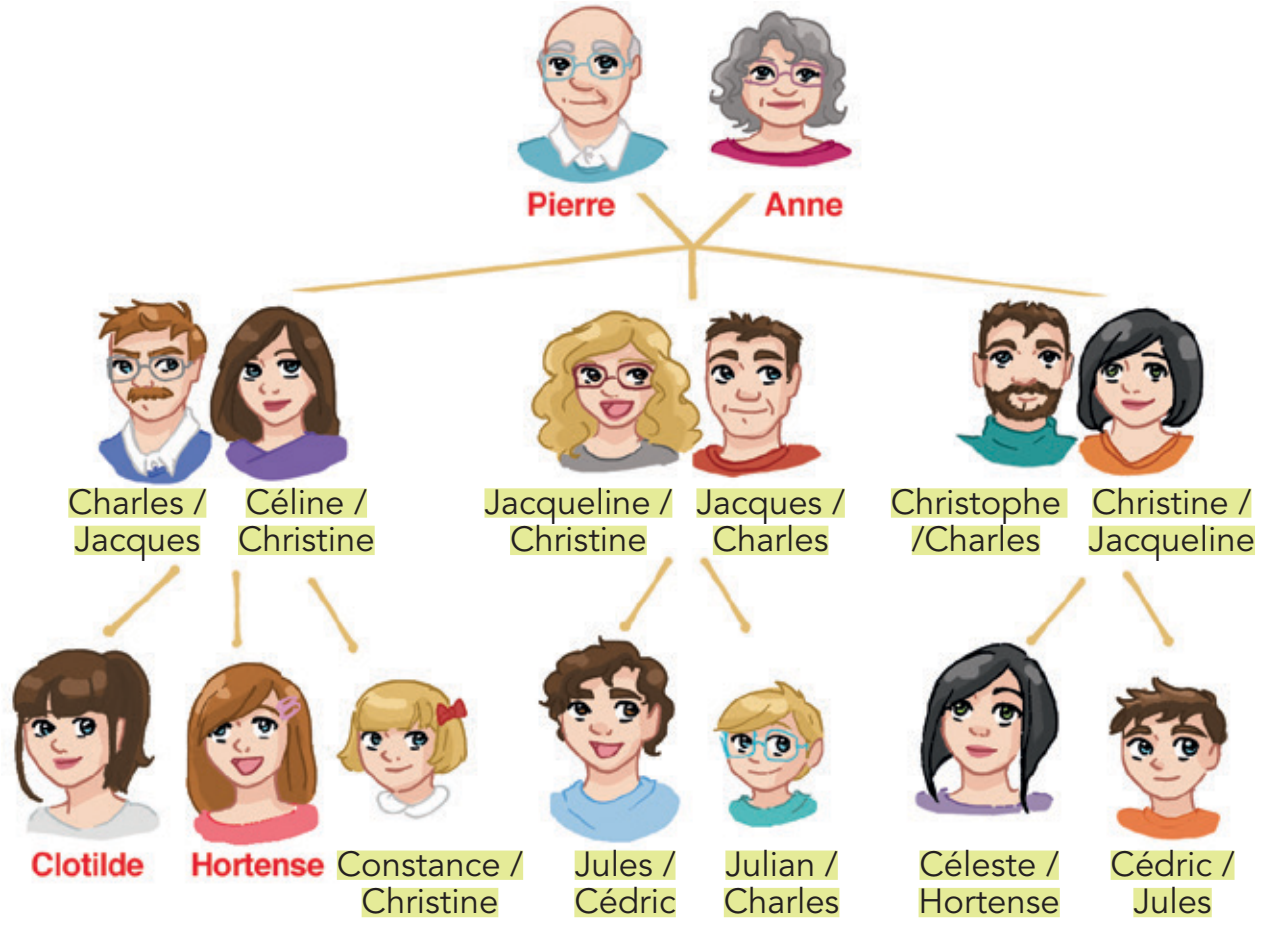 Pierre
Anne
Charles /
Jacques
Céline /
Christine
Jacqueline /
Christine
Jacques /
Charles
Christophe
/Charles
Christine /
Jacqueline
Clotilde
Hortense
Constance /
Christine
Jules /
Cédric
Julian /
Charles
Céleste /
Hortense
Cédric /
Jules